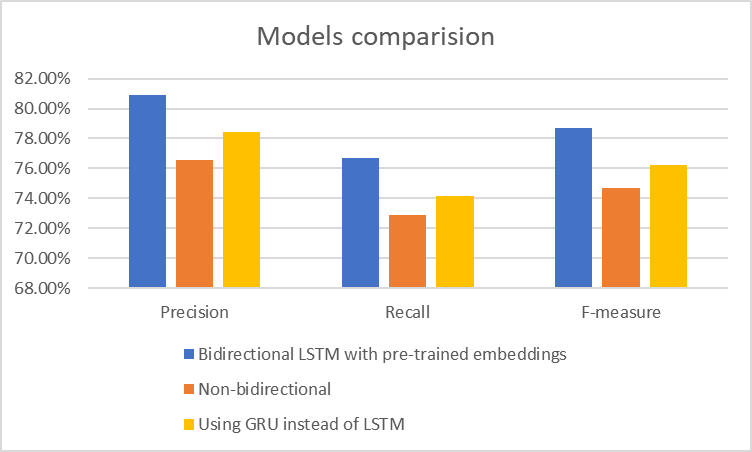 Models comparision
82.00%
80.00%
78.00%
76.00%
74.00%
72.00%
70.00%
68.00%
Precision Recall F-measure
Bidirectional LSTM with pre-trained embeddings
Non-bidirectional
Using GRU instead of LSTM